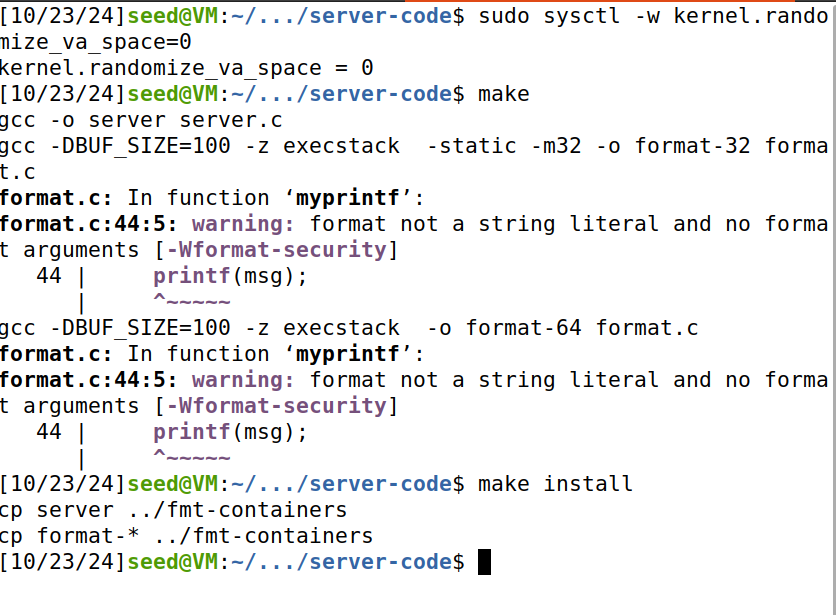 [10/23/24]seed@VM:~/.../server-code$ sudo sysctl -w kernel.rando
mize_va_space=0
kernel.randomize_va_space = 0
[10/23/24]seed@VM:~/.../server-code$ make
gcc -o server server.c
gcc -DBUF_SIZE=100 -z execstack  -static -m32 -o format-32 forma
t.c
format.c: In function ‘myprintf’:
format.c:44:5: warning: format not a string literal and no forma
t arguments [-Wformat-security]
   44 |     printf(msg);
      |     ^~~~~~
gcc -DBUF_SIZE=100 -z execstack  -o format-64 format.c
format.c: In function ‘myprintf’:
format.c:44:5: warning: format not a string literal and no forma
t arguments [-Wformat-security]
   44 |     printf(msg);
      |     ^~~~~~
[10/23/24]seed@VM:~/.../server-code$ make install
cp server ../fmt-containers
cp format-* ../fmt-containers
[10/23/24]seed@VM:~/.../server-code$